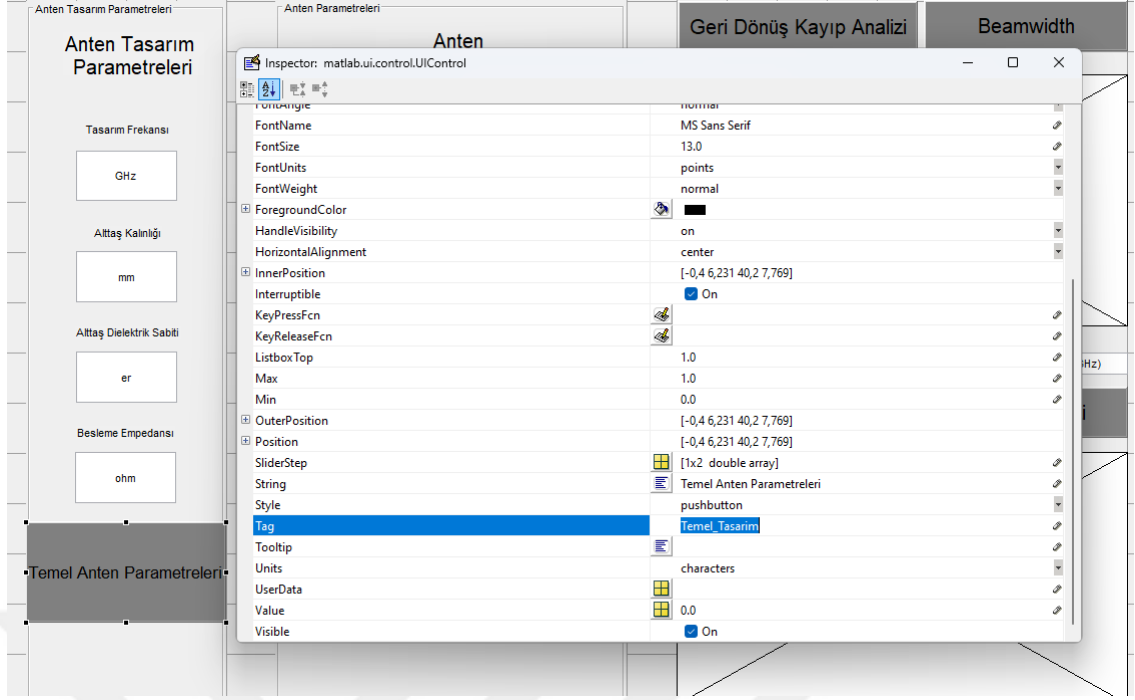 Anten Tasarım Parametreleri
Anten Parametreleri
Geri Dönüş Kayıp Analizi
Beamwidth
Anten Tasarım
Parametreleri
Anten
Tasarım Frekansı
GHz
Alttaş Kalınlığı
mm
Alttaş Dielektrik Sabiti
er
Besleme Empedansı
ohm
Temel Anten Parametreleri
Inspector: matlab.ui.control.UIControl
FontAngle normal
FontName MS Sans Serif
FontSize 13.0
FontUnits points
FontWeight normal
ForegroundColor
HandleVisibility on
HorizontalAlignment center
InnerPosition [-0,4 6,231 40,2 7,769]
Interruptible On
KeyPressFcn
KeyReleaseFcn
ListboxTop 1.0
Max 1.0
Min 0.0
OuterPosition [-0,4 6,231 40,2 7,769]
Position [-0,4 6,231 40,2 7,769]
SliderStep [1x2 double array]
String Temel Anten Parametreleri
Style pushbutton
Tag Temel_Tasarim
Tooltip
Units characters
UserData
Value 0.0
Visible On
Hz)
i